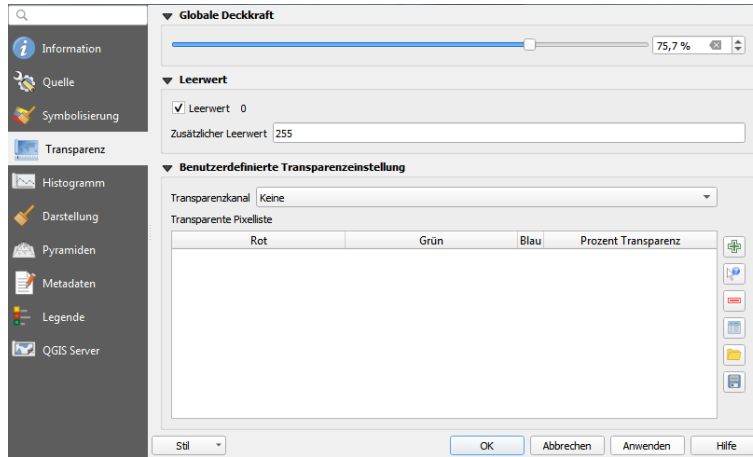 Information
Quelle
Symbolisierung
Transparenz
Histogramm
Darstellung
Pyramiden
Metadaten
Legende
QGIS Server
Globale Deckkraft
75,7 %
Leerwert
Leerwert 0
Zusätzlicher Leerwert 255
Benutzerdefinierte Transparenzeinstellung
Transparenzkanal Keine
Transparente Pixelliste
Rot Grün Blau Prozent Transparenz
Stil OK Abbrechen Anwenden Hilfe